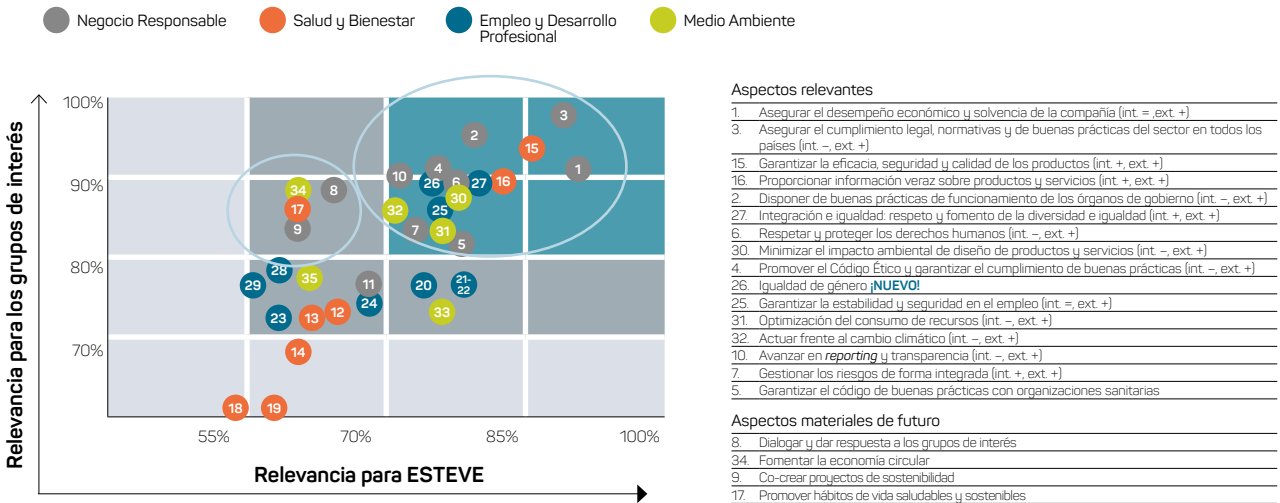 Negocio Responsable
Salud y Bienestar
Empleo y Desarrollo
Profesional
Medio Ambiente
Relevancia para los grupos de interés
100%
90%
80%
70%
3
2
15
1
4
10
6
26
27
16
34
8
30
17
32
25
9
7
31
5
28
35
29
11
20
21-
22
24
23
13
12
33
14
18
19
55%
70%
85%
100%
Relevancia para ESTEVE
Aspectos relevantes
1. Asegurar el desempeño económico y solvencia de la compañía (int. = ,ext. +)
3. Asegurar el cumplimiento legal, normativas y de buenas prácticas del sector en todos los
países (int. –, ext. +)
15. Garantizar la eficacia, seguridad y calidad de los productos (int. +, ext. +)
16. Proporcionar información veraz sobre productos y servicios (int. +, ext. +)
2. Disponer de buenas prácticas de funcionamiento de los órganos de gobierno (int. –, ext. +)
27. Integración e igualdad: respeto y fomento de la diversidad e igualdad (int. +, ext. +)
6. Respetar y proteger los derechos humanos (int. –, ext. +)
30. Minimizar el impacto ambiental de diseño de productos y servicios (int. –, ext. +)
4. Promover el Código Ético y garantizar el cumplimiento de buenas prácticas (int. –, ext. +)
26. Igualdad de género ¡NUEVO!
25. Garantizar la estabilidad y seguridad en el empleo (int. =, ext. +)
31. Optimización del consumo de recursos (int. –, ext. +)
32. Actuar frente al cambio climático (int. –, ext. +)
10. Avanzar en reporting y transparencia (int. –, ext. +)
7. Gestionar los riesgos de forma integrada (int. +, ext. +)
5. Garantizar el código de buenas prácticas con organizaciones sanitarias
Aspectos materiales de futuro
8. Dialogar y dar respuesta a los grupos de interés
34. Fomentar la economía circular
9. Co-crear proyectos de sostenibilidad
17. Promover hábitos de vida saludables y sostenibles